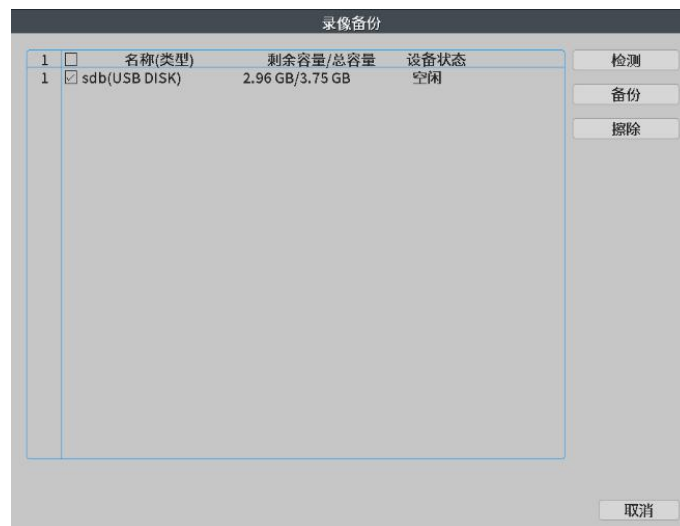 录像备份
1 名称(类型) 剩余容量/总容量 设备状态
1 sdb(USB DISK) 2.96 GB/3.75 GB 空闲
检测
备份
擦除
取消